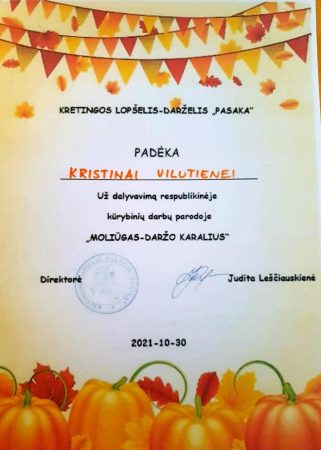 KRETINGOS LOPŠELIS-DARŽELIS „PASAKA“
PADĖKA
KRISTINAI VILUTIENEI
Už dalyvavimą respublikinėje
kūrybinių darbų parodoje
„MOLIŪGAS-DARŽO KARALIUS“
Direktorė
Judita Leščiauskienė
2021-10-30